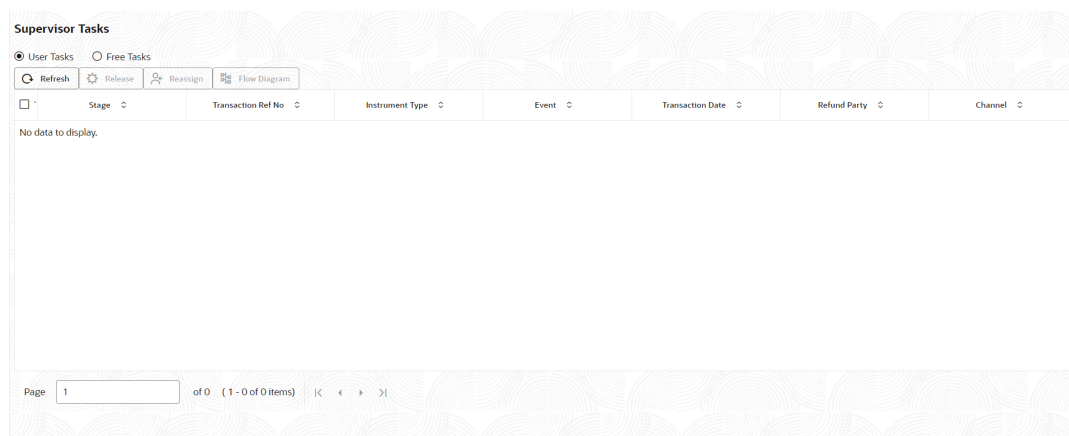 Supervisor Tasks
User Tasks Free Tasks
Refresh Release Reassign Flow Diagram
Stage Transaction Ref No Instrument Type Event Transaction Date Refund Party Channel
No data to display.
Page 1 of 0 ( 1 - 0 of 0 items)